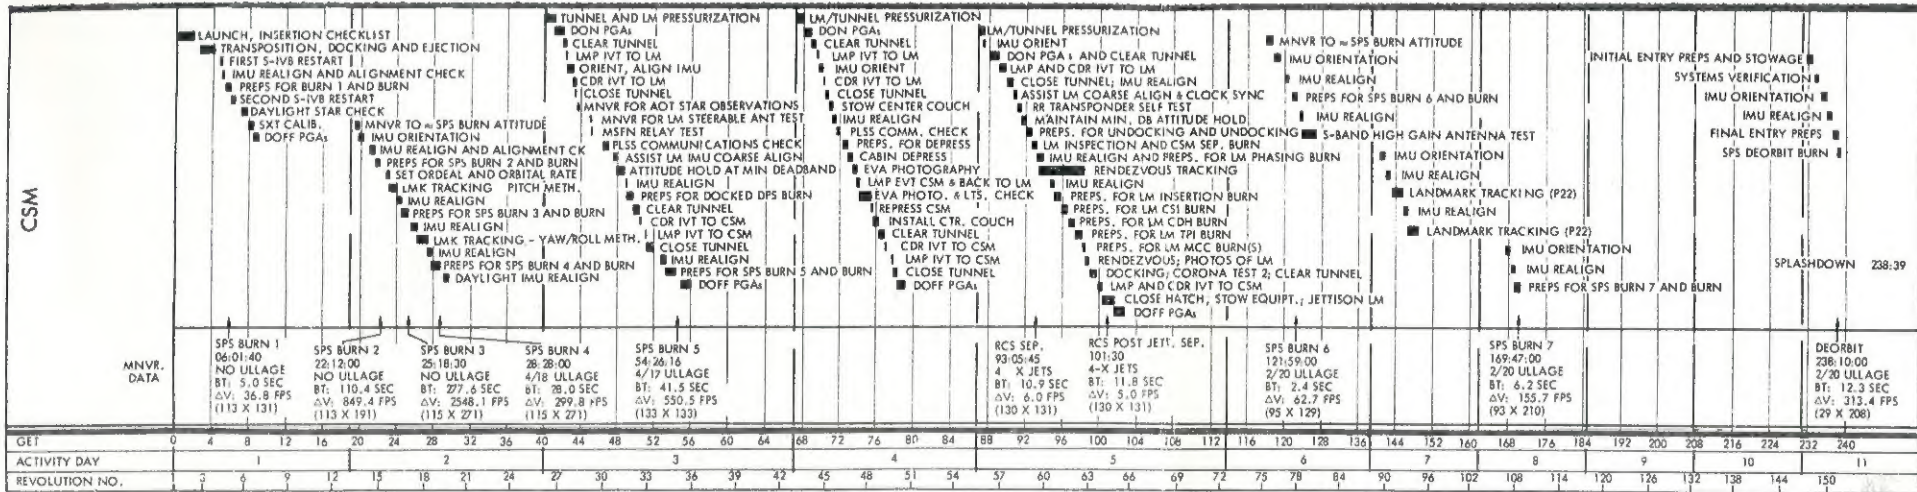 CSM
LAUNCH, INSERTION CHECKLIST
TRANSPOSITION, DOCKING AND EJECTION
FIRST S-IVB RESTART
IMU REALIGN AND ALIGNMENT CHECK
PREPS FOR BURN 1 AND BURN
SECOND S-IVB RESTART
DAYLIGHT STAR CHECK
SXT CALIB.
DOFF PGAs
MNVR TO ≈ SPS BURN ATTITUDE
IMU ORIENTATION
IMU REALIGN AND ALIGNMENT CK
PREPS FOR SPS BURN 2 AND BURN
SET ORDEAL AND ORBITAL RATE
LMK TRACKING PITCH METH.
IMU REALIGN
PREPS FOR SPS BURN 3 AND BURN
IMU REALIGN
LMK TRACKING - YAW/ROLL METH.
IMU REALIGN
PREPS FOR SPS BURN 4 AND BURN
DAYLIGHT IMU REALIGN
TUNNEL AND LM PRESSURIZATION
DON PGAs
CLEAR TUNNEL
LMP IVT TO LM
ORIENT, ALIGN IMU
CDR IVT TO LM
CLOSE TUNNEL
MNVR FOR AOT STAR OBSERVATIONS
MNVR FOR LM STEERABLE ANT TEST
MSFN RELAY TEST
PLSS COMMUNICATIONS CHECK
ASSIST LM IMU COARSE ALIGN
ATTITUDE HOLD AT MIN DEADBAND
IMU REALIGN
PREPS FOR DOCKED DPS BURN
CLEAR TUNNEL
CDR IVT TO CSM
LMP IVT TO CSM
CLOSE TUNNEL
IMU REALIGN
PREPS FOR SPS BURN 5 AND BURN
DOFF PGAs
LM/TUNNEL PRESSURIZATION
DON PGAs
CLEAR TUNNEL
LMP IVT TO LM
IMU ORIENT
CDR IVT TO LM
CLOSE TUNNEL
STOW CENTER COUCH
IMU REALIGN
PLSS COMM. CHECK
PREPS. FOR DEPRESS
CABIN DEPRESS
EVA PHOTOGRAPHY
LMP EVT CSM & BACK TO LM
EVA PHOTO. & LTS. CHECK
REPRESS CSM
INSTALL CTR. COUCH
CLEAR TUNNEL
CDR IVT TO CSM
LMP IVT TO CSM
CLOSE TUNNEL
DOFF PGAs
LM/TUNNEL PRESSURIZATION
IMU ORIENT
DON PGAs AND CLEAR TUNNEL
LMP AND CDR IVT TO LM
CLOSE TUNNEL; IMU REALIGN
ASSIST LM COARSE ALIGN & CLOCK SYNC
RR TRANSPONDER SELF TEST
MAINTAIN MIN. DB ATTITUDE HOLD
PREPS. FOR UNDOCKING AND UNDOCKING
LM INSPECTION AND CSM SEP. BURN
IMU REALIGN AND PREPS. FOR LM PHASING BURN
RENDEZVOUS TRACKING
IMU REALIGN
PREPS. FOR LM INSERTION BURN
PREPS. FOR LM CSI BURN
PREPS. FOR LM CDH BURN
PREPS. FOR LM TPI BURN
PREPS. FOR LM MCC BURN(S)
RENDEZVOUS; PHOTOS OF LM
DOCKING; CORONA TEST 2; CLEAR TUNNEL
LMP AND CDR IVT TO CSM
CLOSE HATCH, STOW EQUIPT.; JETTISON LM
DOFF PGAs
MNVR TO ≈ SPS BURN ATTITUDE
IMU ORIENTATION
IMU REALIGN
PREPS FOR SPS BURN 6 AND BURN
IMU REALIGN
S-BAND HIGH GAIN ANTENNA TEST
IMU ORIENTATION
IMU REALIGN
LANDMARK TRACKING (P22)
IMU REALIGN
LANDMARK TRACKING (P22)
IMU ORIENTATION
IMU REALIGN
PREPS FOR SPS BURN 7 AND BURN
INITIAL ENTRY PREPS AND STOWAGE
SYSTEMS VERIFICATION
IMU ORIENTATION
IMU REALIGN
FINAL ENTRY PREPS
SPS DEORBIT BURN
SPLASHDOWN 238:39
MNVR. DATA
SPS BURN 1
06:01:40
NO ULLAGE
BT: 5.0 SEC
ΔV: 36.8 FPS
(113 X 131)
SPS BURN 2
22:12:00
NO ULLAGE
BT: 110.4 SEC
ΔV: 849.4 FPS
(113 X 191)
SPS BURN 3
25:18:30
NO ULLAGE
BT: 277.6 SEC
ΔV: 2548.1 FPS
(115 X 271)
SPS BURN 4
28:28:00
4/18 ULLAGE
BT: 28.0 SEC
ΔV: 299.8 FPS
(115 X 271)
SPS BURN 5
54:26:16
4/17 ULLAGE
BT: 41.5 SEC
ΔV: 550.5 FPS
(133 X 133)
RCS SEP.
93:05:45
4 X JETS
BT: 10.9 SEC
ΔV: 6.0 FPS
(130 X 131)
RCS POST JETT. SEP.
101:30
4-X JETS
BT: 11.8 SEC
ΔV: 5.0 FPS
(130 X 131)
SPS BURN 6
121:59:00
2/20 ULLAGE
BT: 2.4 SEC
ΔV: 62.7 FPS
(95 X 129)
SPS BURN 7
169:47:00
2/20 ULLAGE
BT: 6.2 SEC
ΔV: 155.7 FPS
(93 X 210)
DEORBIT
238:10:00
2/20 ULLAGE
BT: 12.3 SEC
ΔV: 313.4 FPS
(29 X 208)
GET 0 4 8 12 16 20 24 28 32 36 40 44 48 52 56 60 64 68 72 76 80 84 88 92 96 100 104 108 112 116 120 128 136 144 152 160 168 176 184 192 200 208 216 224 232 240
ACTIVITY DAY 1 2 3 4 5 6 7 8 9 10 11
REVOLUTION NO. 1 3 6 9 12 15 18 21 24 27 30 33 36 39 42 45 48 51 54 57 60 63 66 69 72 75 78 84 90 96 102 108 114 120 126 132 138 144 150